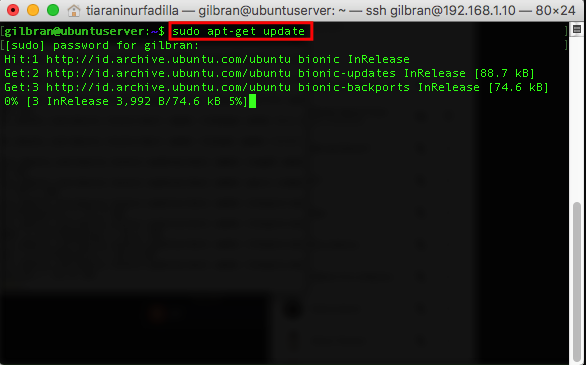 tiaraninurfadilla — gilbran@ubuntuserver: ~ — ssh gilbran@192.168.1.10 — 80×24
[gilbran@ubuntuserver:~$ sudo apt-get update]
[[sudo] password for gilbran:]
Hit:1 http://id.archive.ubuntu.com/ubuntu bionic InRelease
Get:2 http://id.archive.ubuntu.com/ubuntu bionic-updates InRelease [88.7 kB]
Get:3 http://id.archive.ubuntu.com/ubuntu bionic-backports InRelease [74.6 kB]
0% [3 InRelease 3,992 B/74.6 kB 5%]